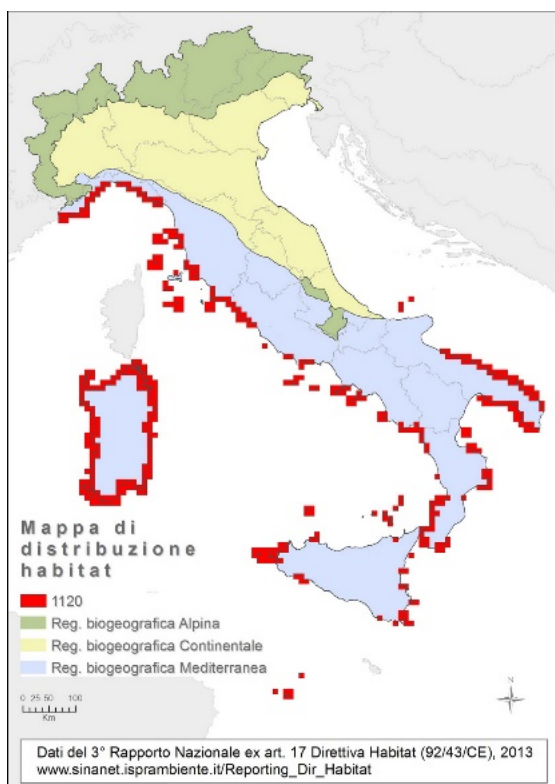 Mappa di
distribuzione
habitat
1120
Reg. biogeografica Alpina
Reg. biogeografica Continentale
Reg. biogeografica Mediterranea
0 25 50 100
Km
N
Dati del 3° Rapporto Nazionale ex art. 17 Direttiva Habitat (92/43/CE), 2013
www.sinanet.isprambiente.it/Reporting_Dir_Habitat